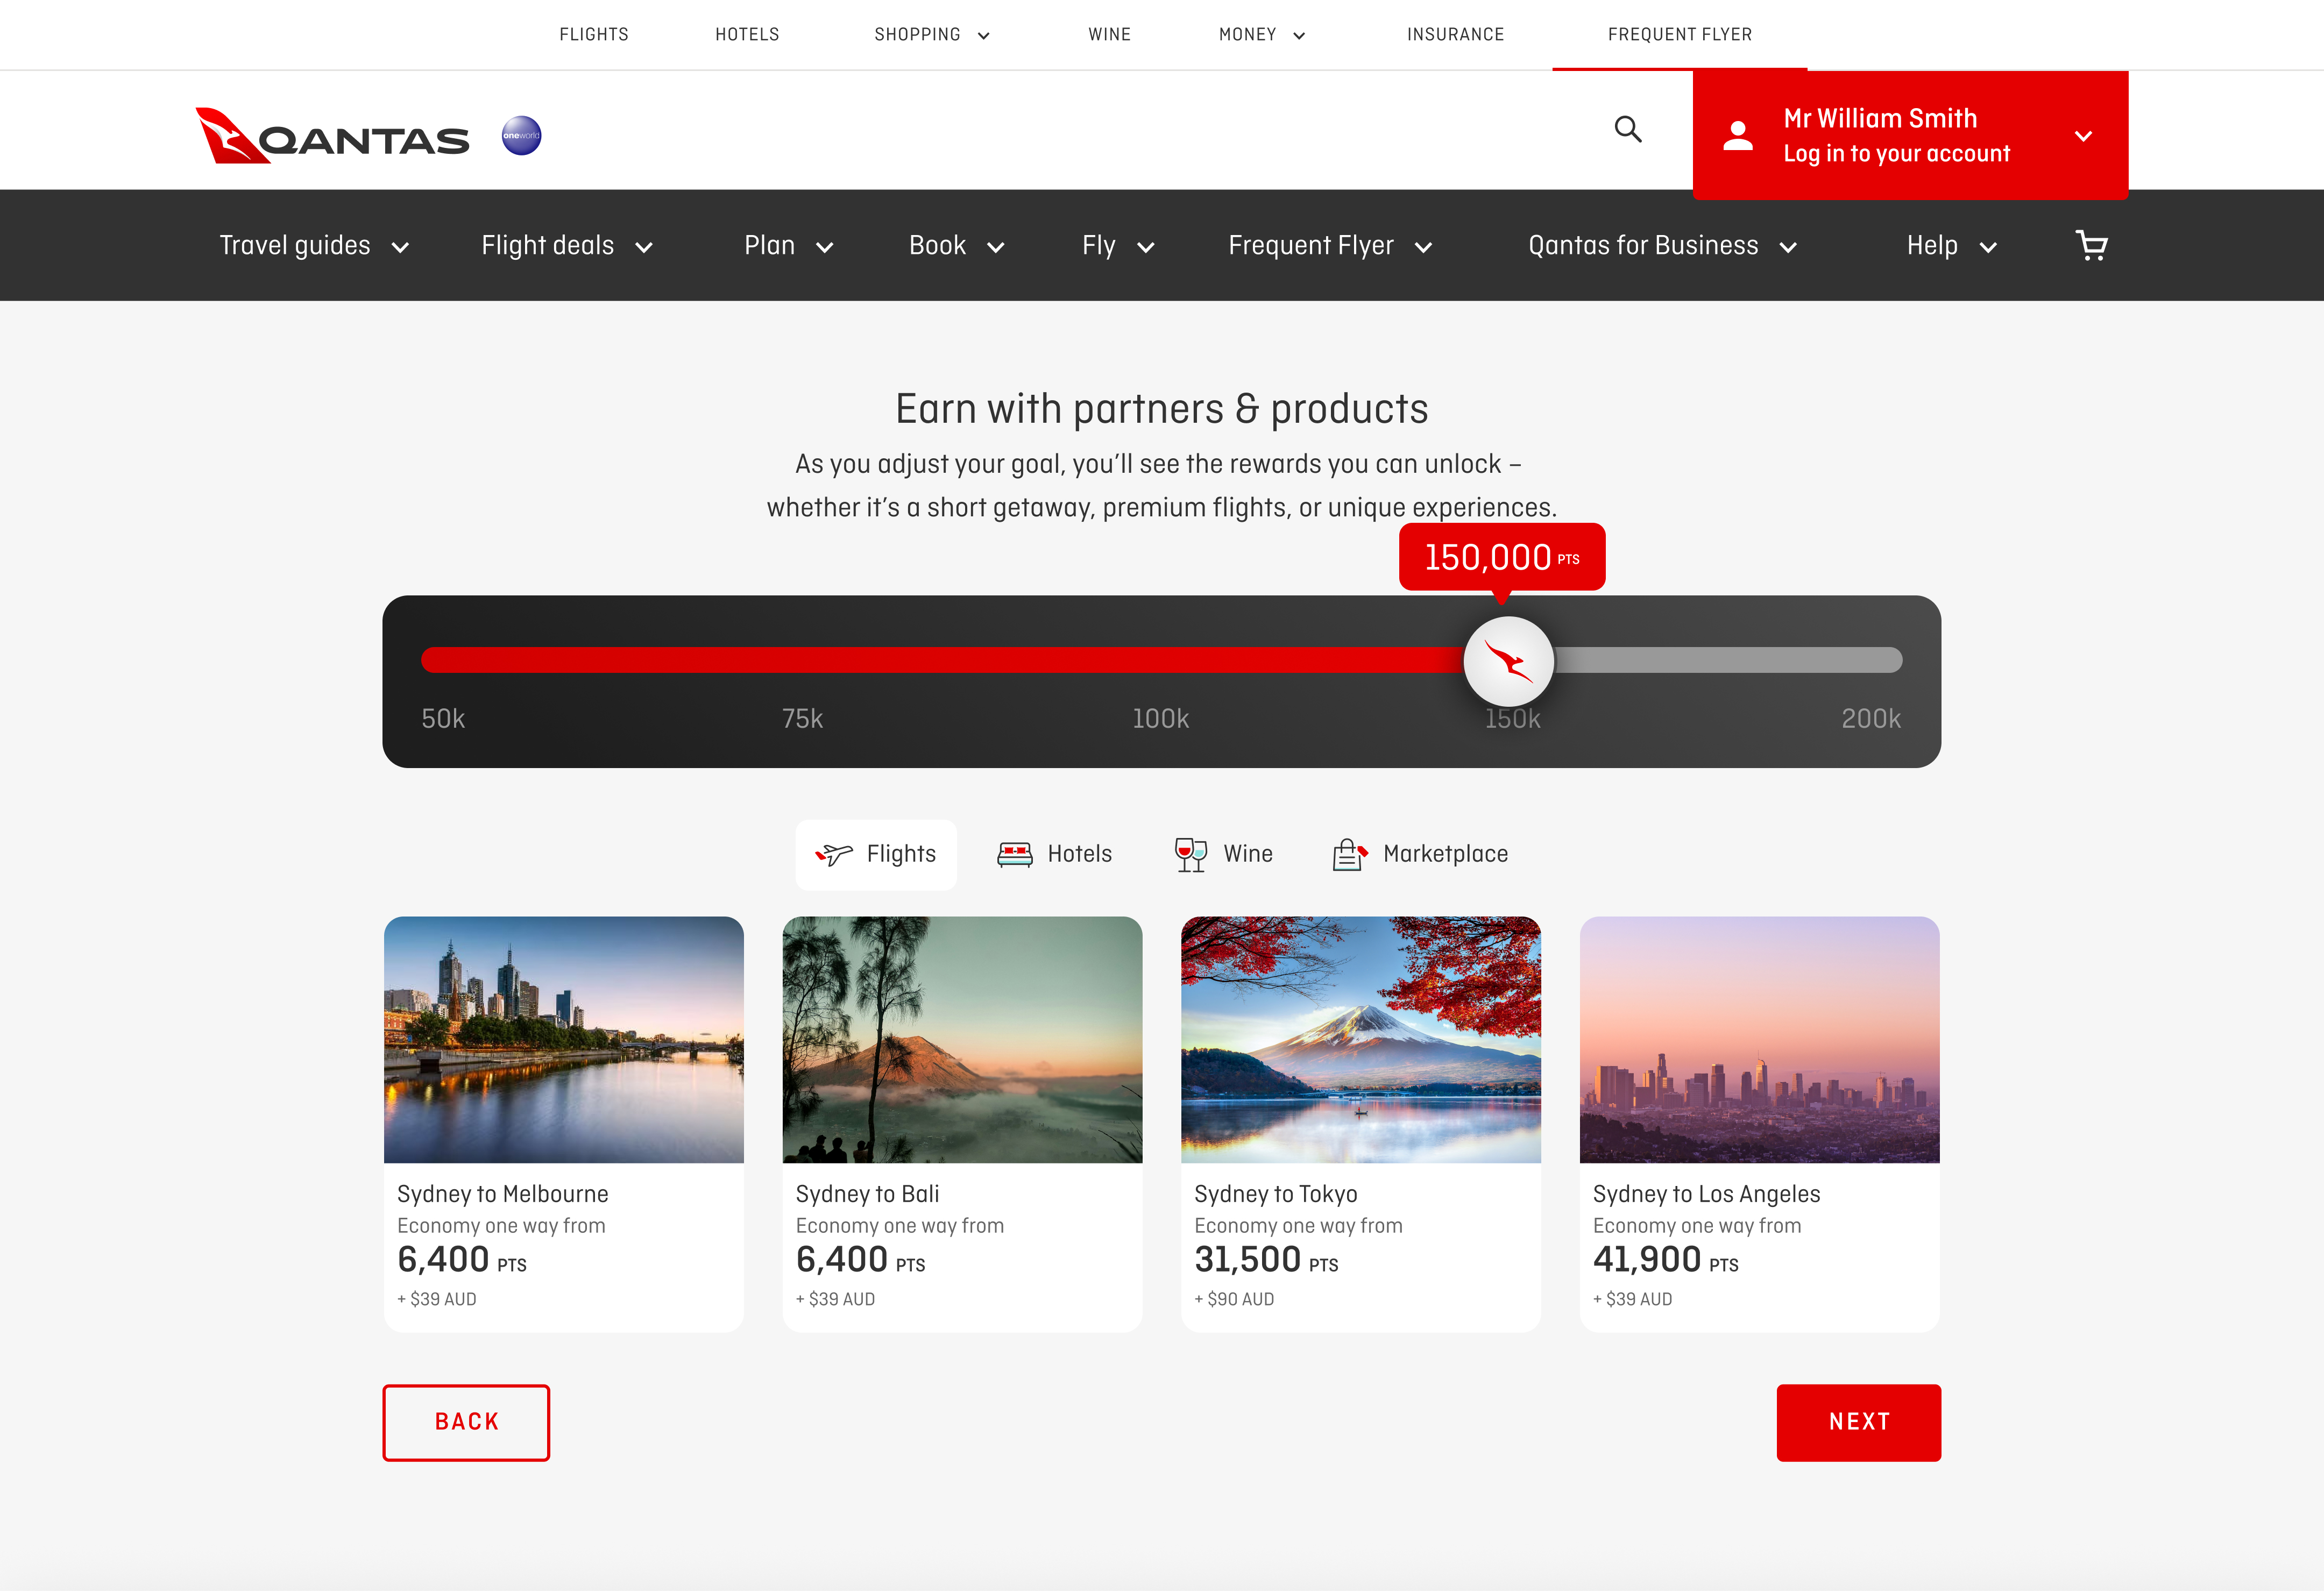 FLIGHTS HOTELS SHOPPING WINE MONEY INSURANCE FREQUENT FLYER
QANTAS oneworld
Mr William Smith
Log in to your account
Travel guides Flight deals Plan Book Fly Frequent Flyer Qantas for Business Help
Earn with partners & products
As you adjust your goal, you’ll see the rewards you can unlock –
whether it’s a short getaway, premium flights, or unique experiences.
150,000 PTS
50k 75k 100k 150k 200k
Flights Hotels Wine Marketplace
Sydney to Melbourne
Economy one way from
6,400 PTS
+ $39 AUD
Sydney to Bali
Economy one way from
6,400 PTS
+ $39 AUD
Sydney to Tokyo
Economy one way from
31,500 PTS
+ $90 AUD
Sydney to Los Angeles
Economy one way from
41,900 PTS
+ $39 AUD
BACK
NEXT